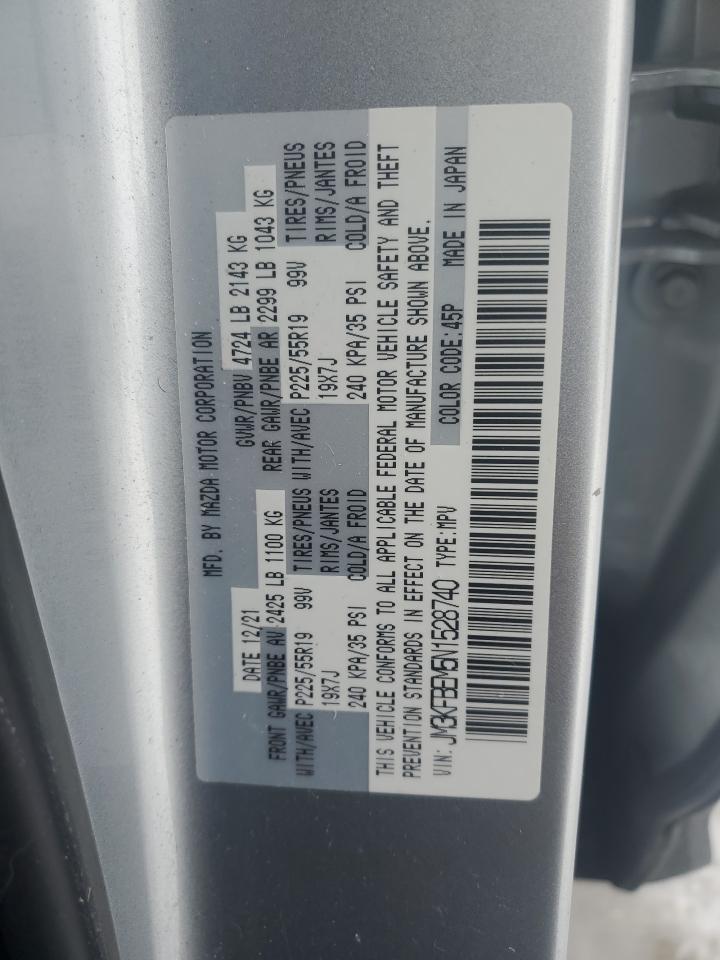 MFD. BY MAZDA MOTOR CORPORATION
DATE 12/21 GVWR/PNBV 4724 LB 2143 KG
FRONT GAWR/PNBE AV 2425 LB 1100 KG REAR GAWR/PNBE AR 2299 LB 1043 KG
WITH/AVEC P225/55R19 99V TIRES/PNEUS WITH/AVEC P225/55R19 99V TIRES/PNEUS
19X7J RIMS/JANTES 19X7J RIMS/JANTES
240 KPA/35 PSI COLD/A FROID 240 KPA/35 PSI COLD/A FROID
THIS VEHICLE CONFORMS TO ALL APPLICABLE FEDERAL MOTOR VEHICLE SAFETY AND THEFT
PREVENTION STANDARDS IN EFFECT ON THE DATE OF MANUFACTURE SHOWN ABOVE.
VIN: JM3KFBEM5N1528740 TYPE:MPV COLOR CODE:45P MADE IN JAPAN